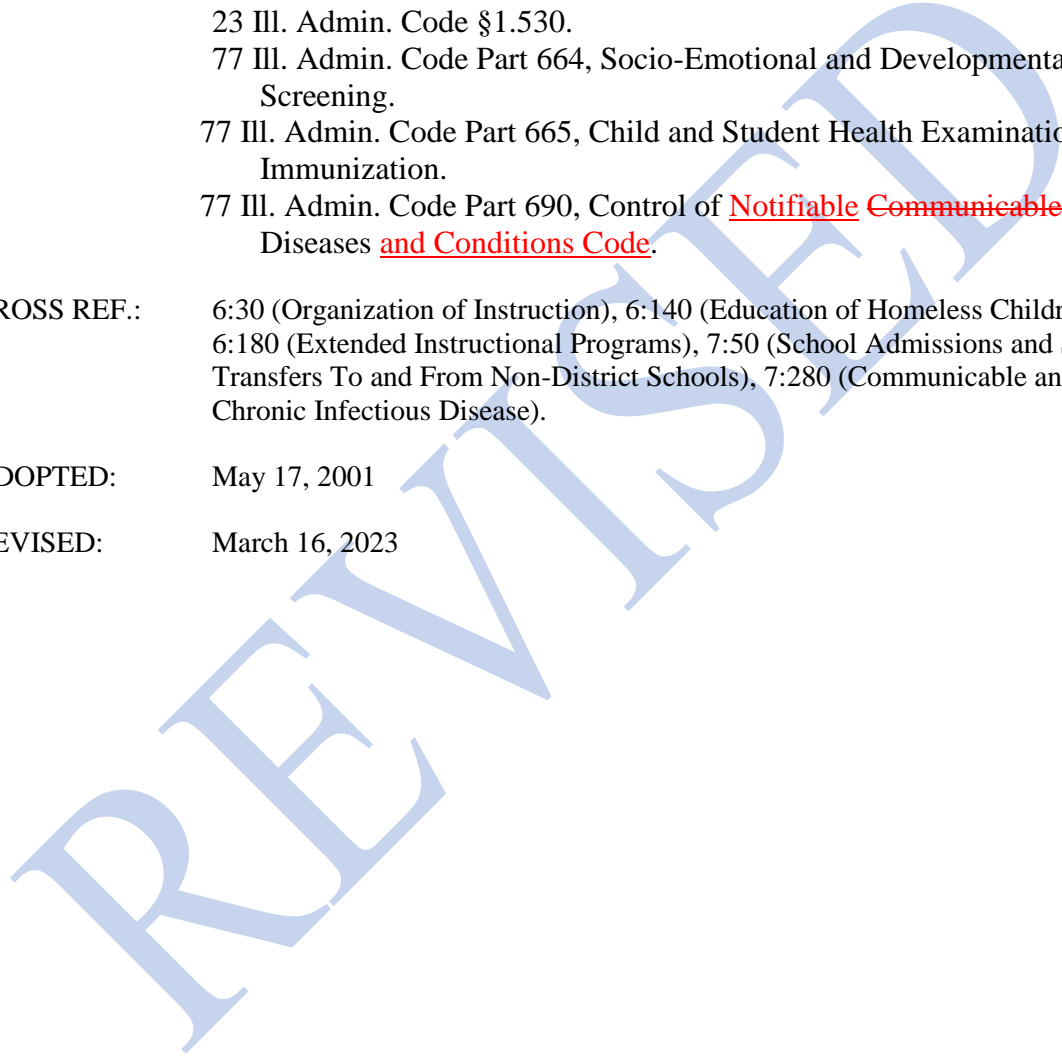 23 Ill. Admin. Code §1.530.
77 Ill. Admin. Code Part 664, Socio-Emotional and Developmenta
Screening.
77 Ill. Admin. Code Part 665, Child and Student Health Examinatio
Immunization.
77 Ill. Admin. Code Part 690, Control of Notifiable Communicable
Diseases and Conditions Code.
ROSS REF.: 6:30 (Organization of Instruction), 6:140 (Education of Homeless Childr
6:180 (Extended Instructional Programs), 7:50 (School Admissions and
Transfers To and From Non-District Schools), 7:280 (Communicable an
Chronic Infectious Disease).
DOPTED: May 17, 2001
EVISED: March 16, 2023
REVISED